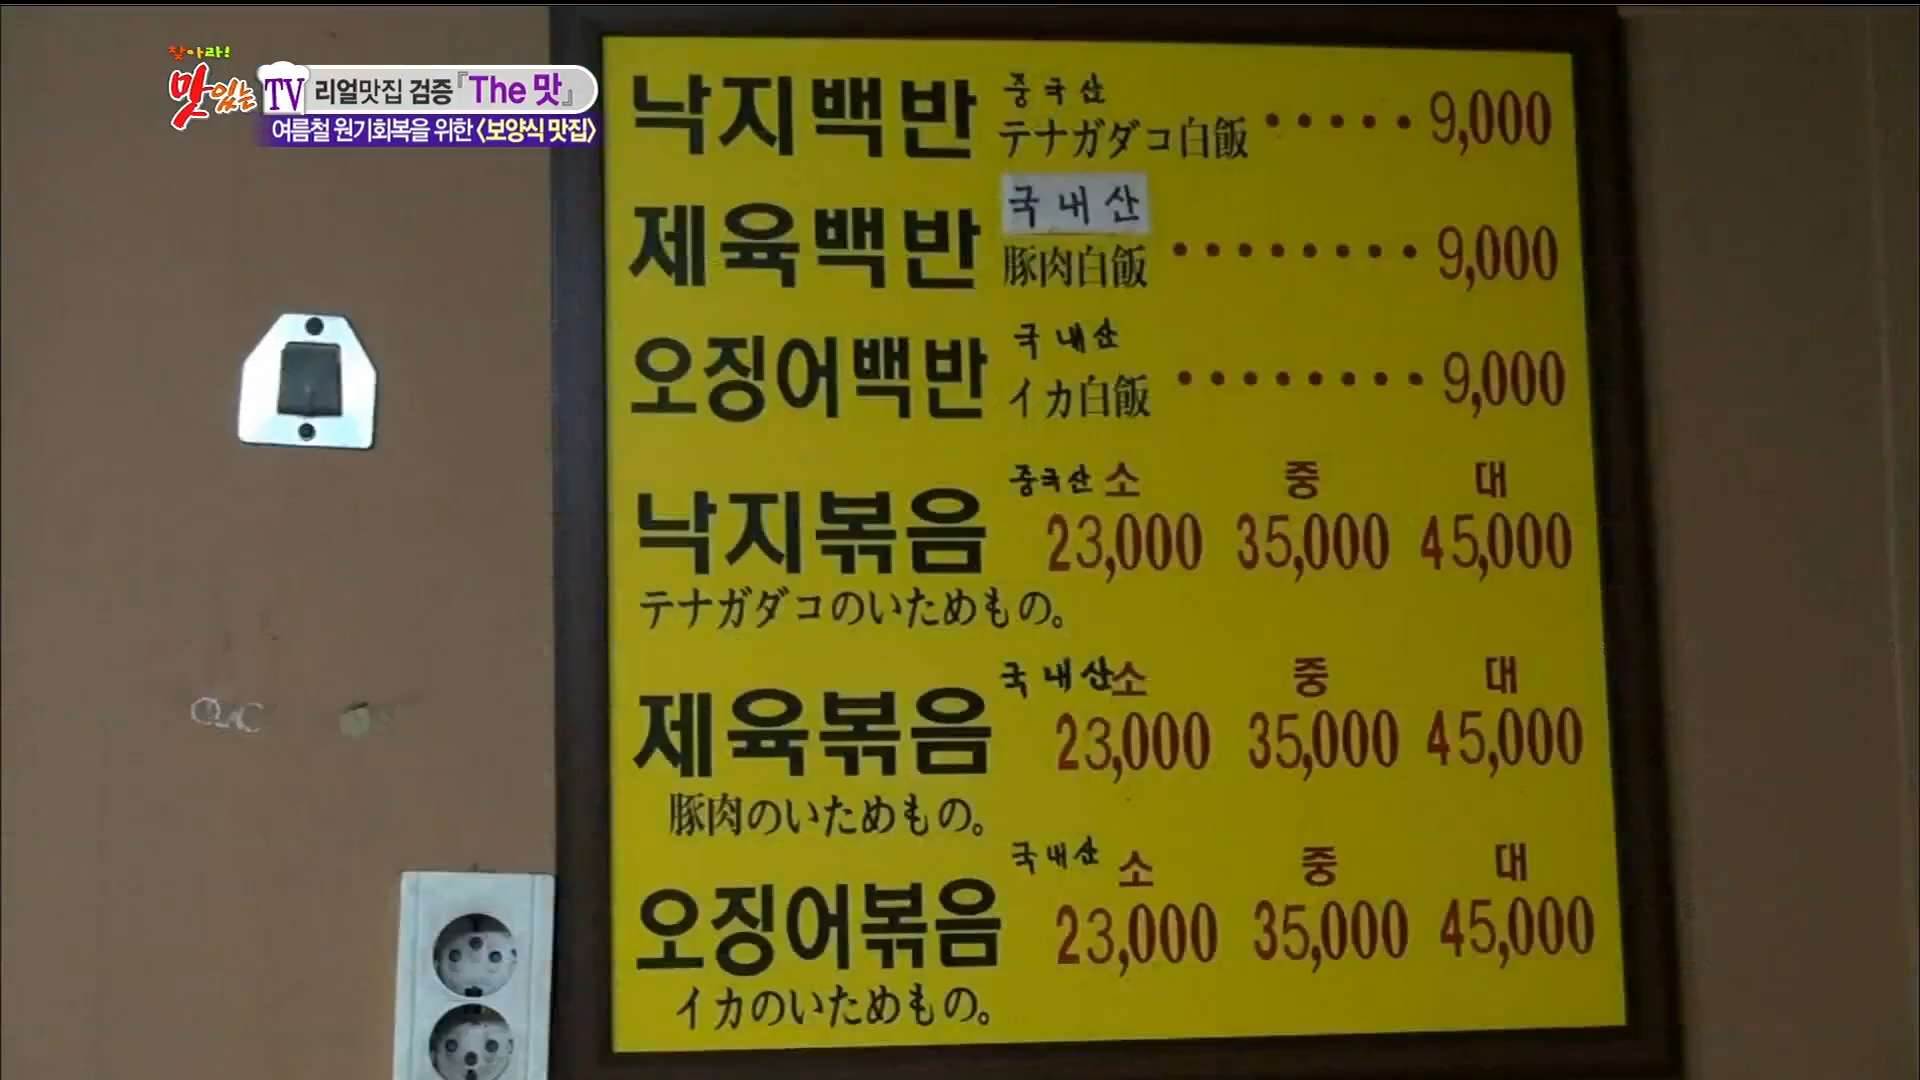 찾아라!
맛있는 TV 리얼맛집 검증 『The 맛』
여름철 원기회복을 위한 <보양식 맛집>
낙지백반 중국산 ・・・・・ 9,000
テナガダコ白飯
제육백반 국내산 ・・・・・・・・ 9,000
豚肉白飯
오징어백반 국내산 ・・・・・・・・ 9,000
イカ白飯
중국산 소 중 대
낙지볶음 23,000 35,000 45,000
テナガダコのいためもの。
국내산 소 중 대
제육볶음 23,000 35,000 45,000
豚肉のいためもの。
국내산 소 중 대
오징어볶음 23,000 35,000 45,000
イカのいためもの。